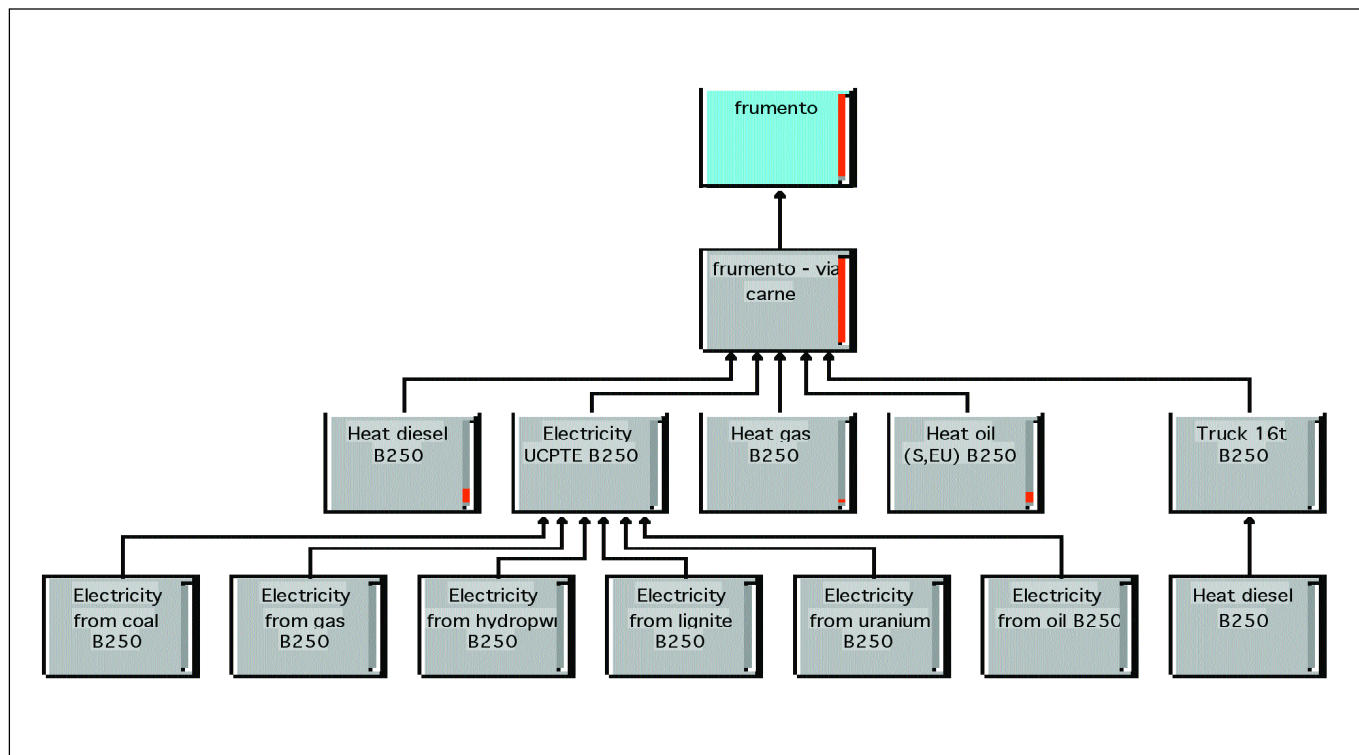 frumento
frumento - via
carne
Heat diesel
B250
Electricity
UCPTE B250
Heat gas
B250
Heat oil
(S,EU) B250
Truck 16t
B250
Electricity
from coal
B250
Electricity
from gas
B250
Electricity
from hydropwr
B250
Electricity
from lignite
B250
Electricity
from uranium
B250
Electricity
from oil B250
Heat diesel
B250